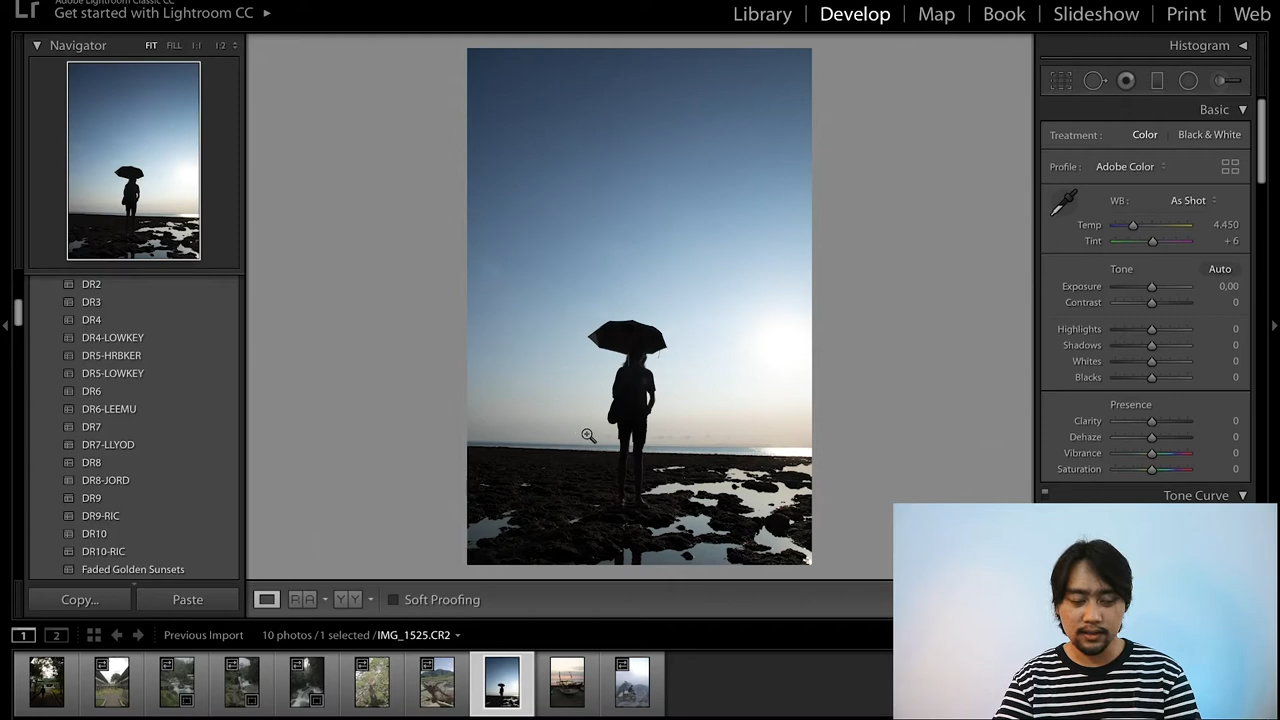 Adobe Lightroom Classic CC
Lr Get started with Lightroom CC
Library Develop Map Book Slideshow Print Web
Navigator FIT FILL 1:1 1:2
DR2
DR3
DR4
DR4-LOWKEY
DR5-HRBKER
DR5-LOWKEY
DR6
DR6-LEEMU
DR7
DR7-LLYOD
DR8
DR8-JORD
DR9
DR9-RIC
DR10
DR10-RIC
Faded Golden Sunsets
Copy... Paste
Histogram
Basic
Treatment : Color Black & White
Profile : Adobe Color
WB : As Shot
Temp 4.450
Tint + 6
Tone Auto
Exposure 0,00
Contrast 0
Highlights 0
Shadows 0
Whites 0
Blacks 0
Presence
Clarity 0
Dehaze 0
Vibrance 0
Saturation 0
Tone Curve
R A Y Y Soft Proofing
1 2 Previous Import 10 photos / 1 selected / IMG_1525.CR2